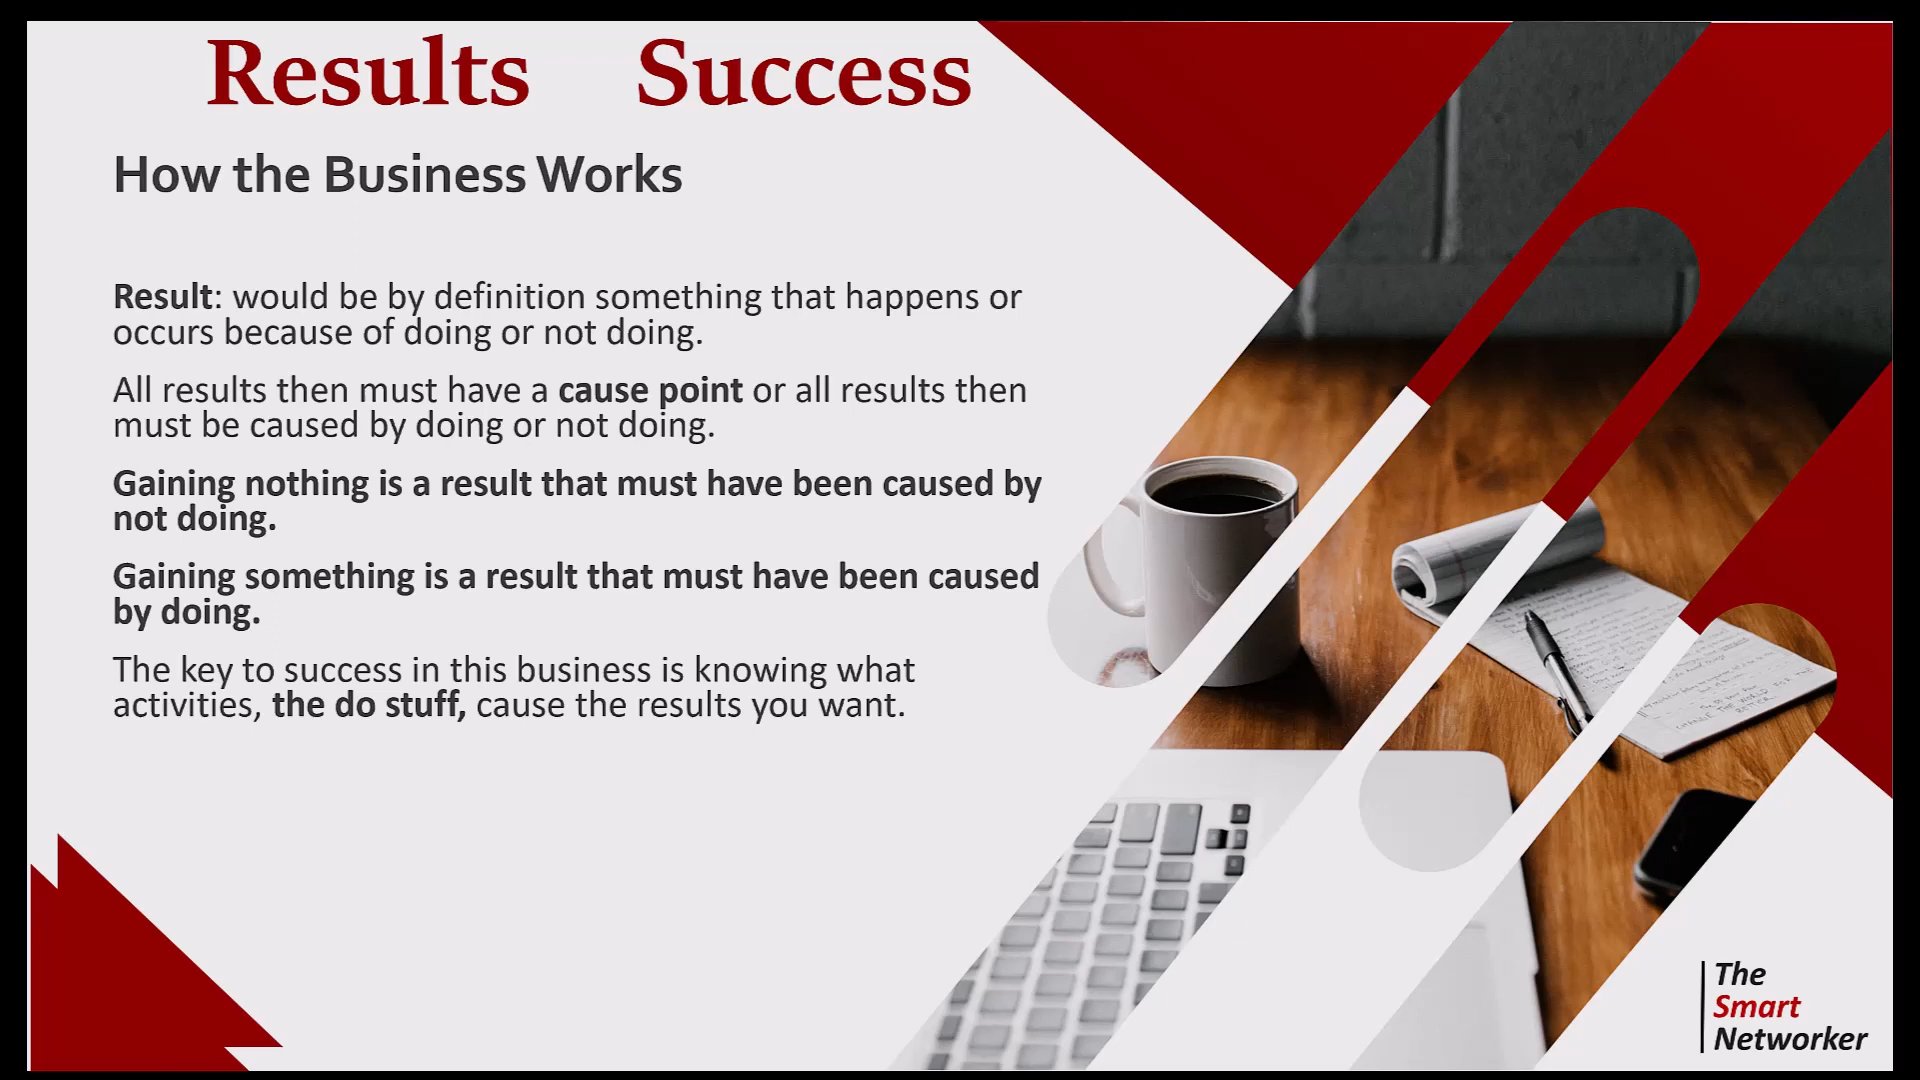 Results Success
How the Business Works
Result: would be by definition something that happens or
occurs because of doing or not doing.
All results then must have a cause point or all results then
must be caused by doing or not doing.
Gaining nothing is a result that must have been caused by
not doing.
Gaining something is a result that must have been caused
by doing.
The key to success in this business is knowing what
activities, the do stuff, cause the results you want.
The
Smart
Networker